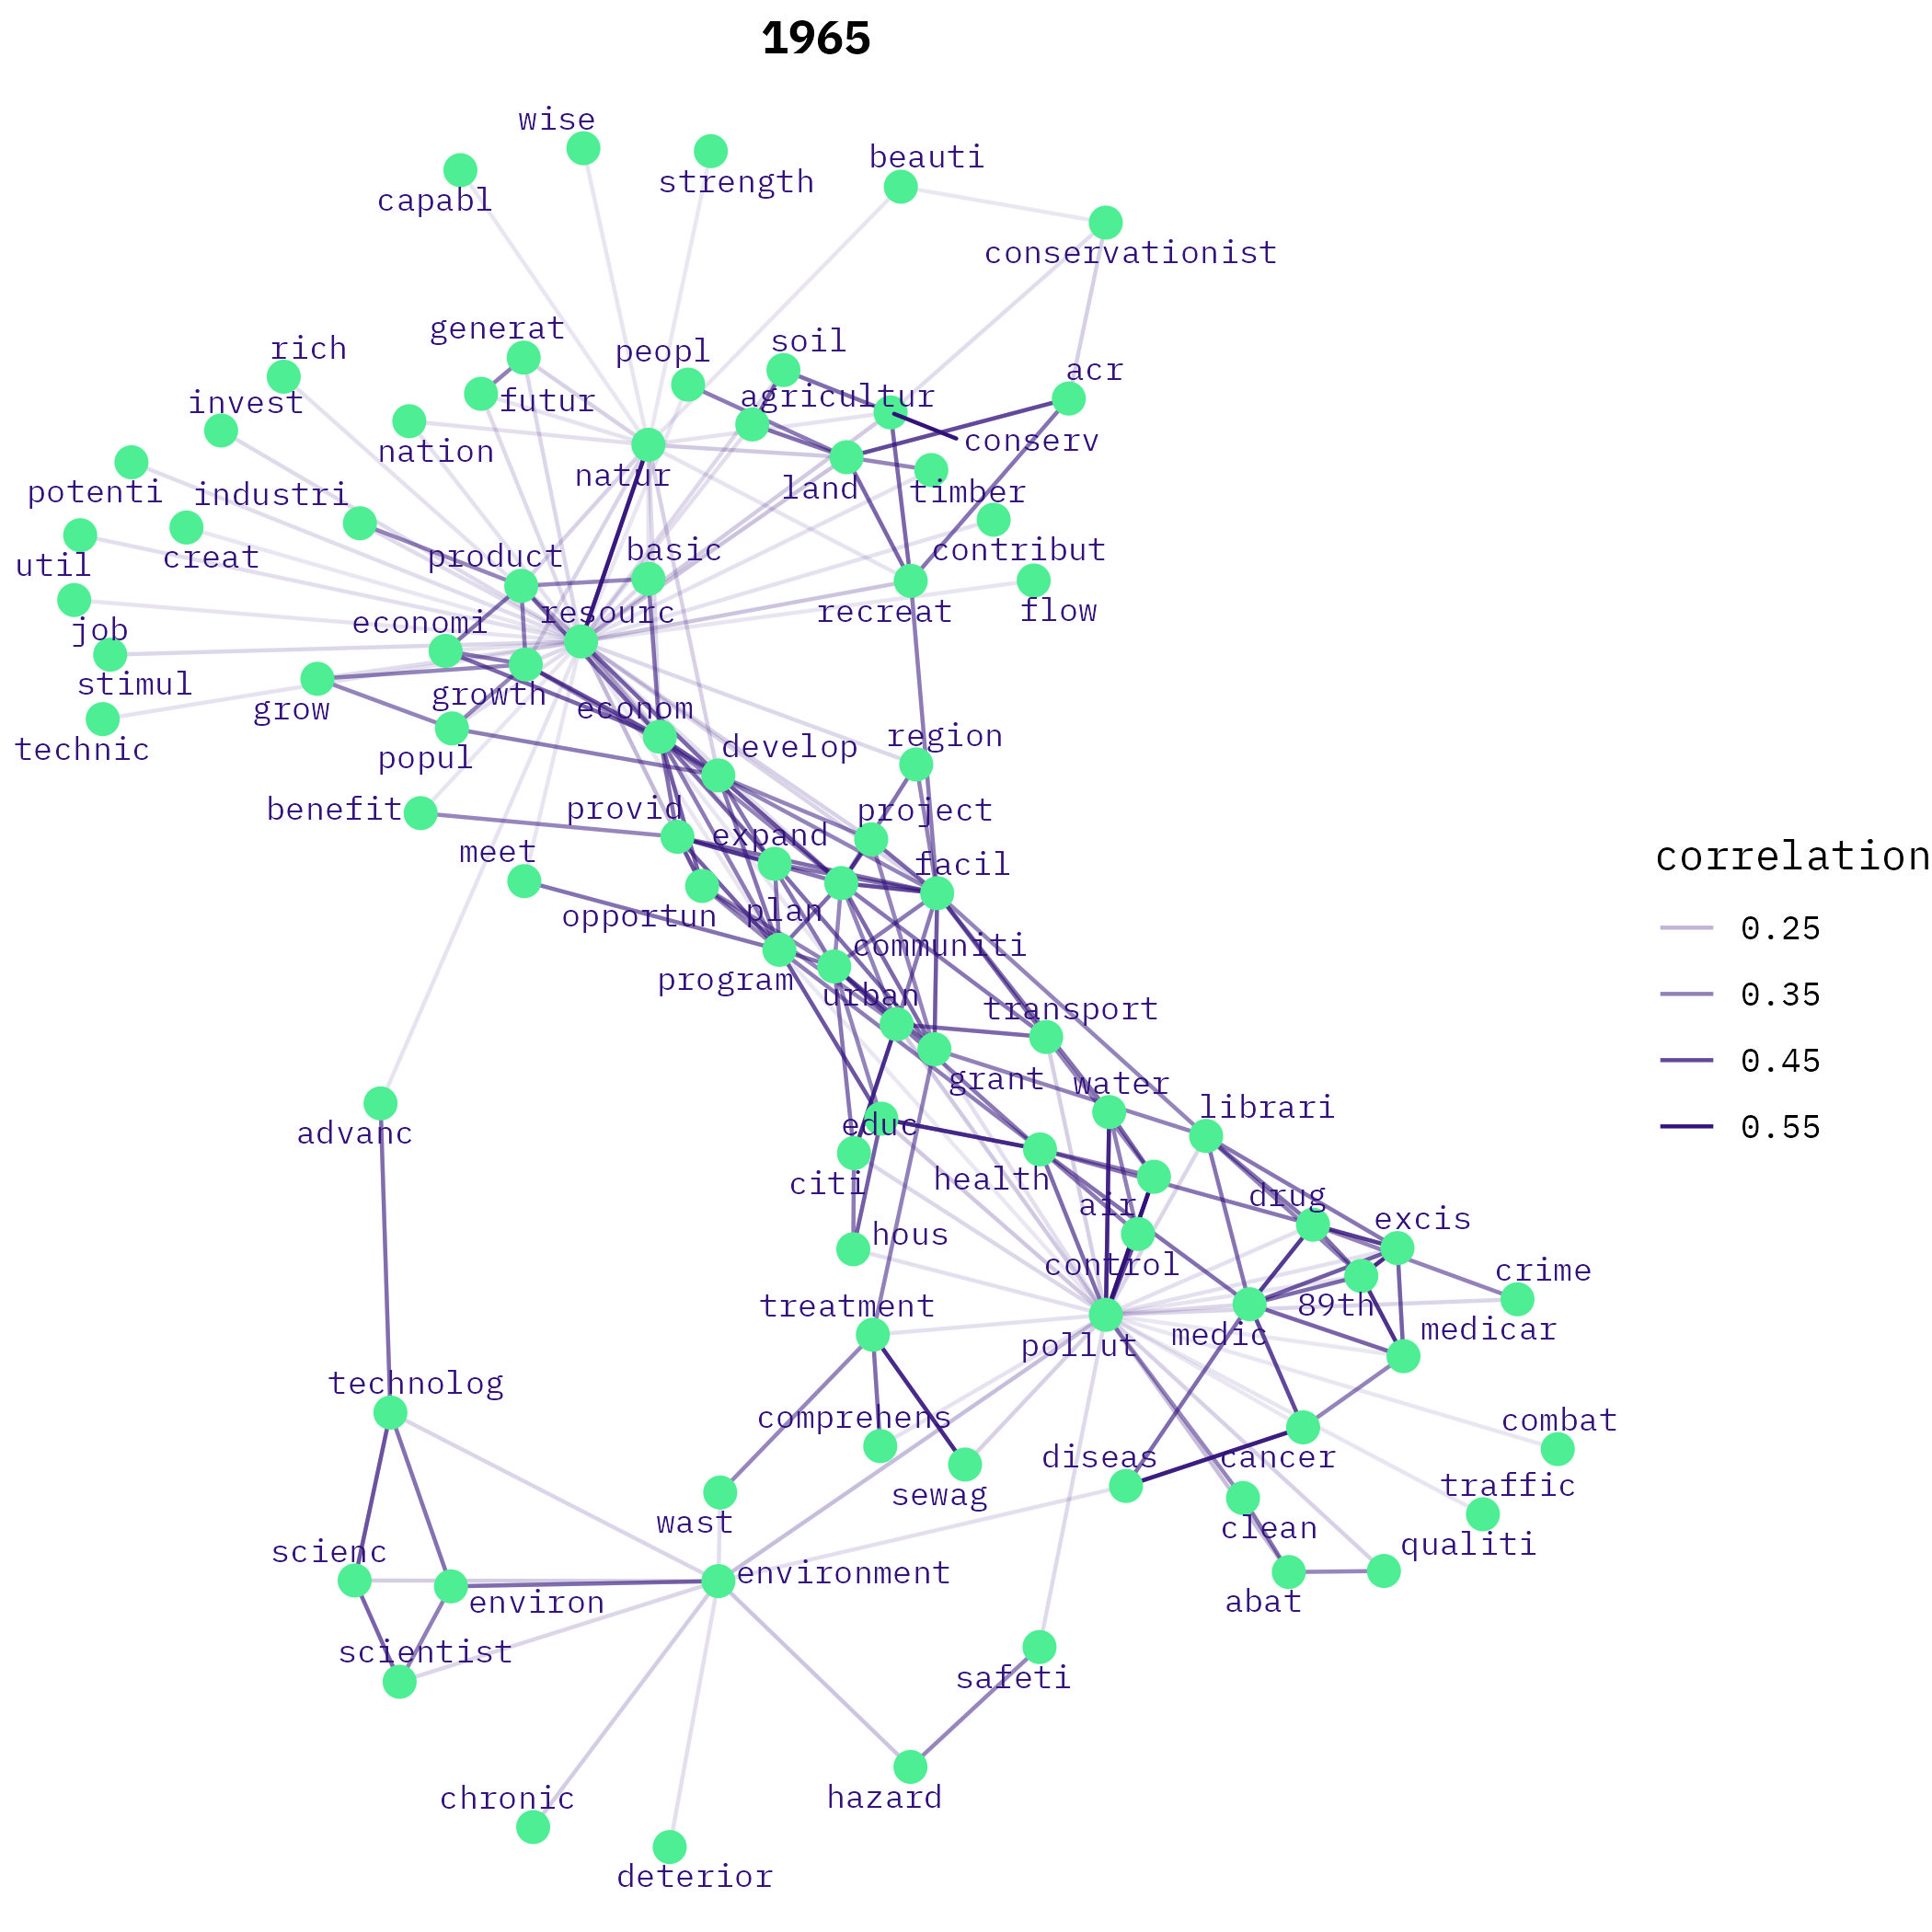 1965
wise
beauti
strength
capabl
conservationist
generat
soil
rich
peopl
acr
agricultur
invest
futur
conserv
nation
natur
land
timber
potenti
industri
contribut
product
basic
creat
util
resourc
recreat
flow
economi
job
stimul
growth
grow
econom
region
develop
technic
popul
benefit
provid
project
expand
meet
facil
opportun
plan
communiti
program
urban
transport
grant
water
librari
educ
advanc
health
citi
drug
air
excis
hous
control
crime
treatment
89th
medicar
pollut
medic
technolog
comprehens
combat
diseas
cancer
traffic
sewag
wast
clean
qualiti
scienc
environment
environ
abat
scientist
safeti
chronic
hazard
deterior
correlation
0.25
0.35
0.45
0.55